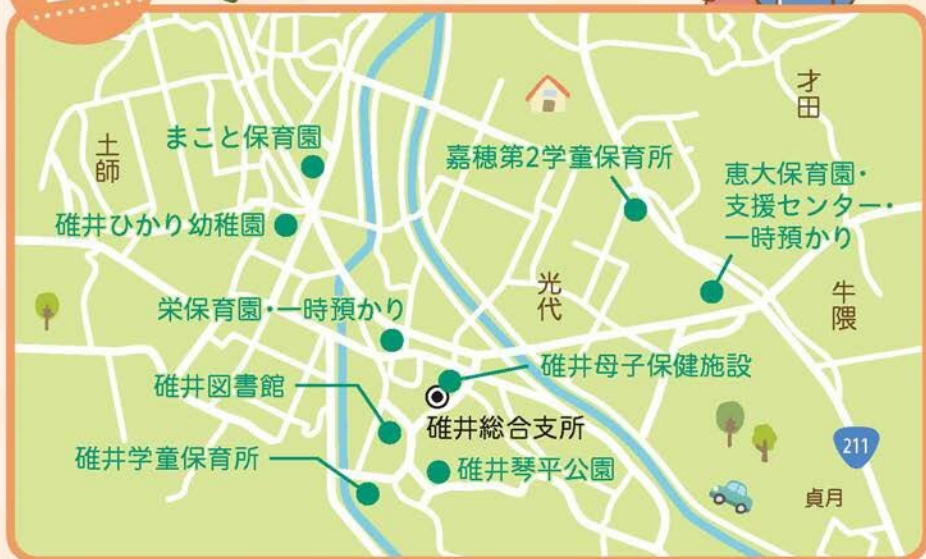 才田
土師
まこと保育園
嘉穂第2学童保育所
恵大保育園・
支援センター・
一時預かり
碓井ひかり幼稚園
光代
牛隈
栄保育園・一時預かり
碓井母子保健施設
碓井図書館
碓井総合支所
211
碓井学童保育所
碓井琴平公園
貞月